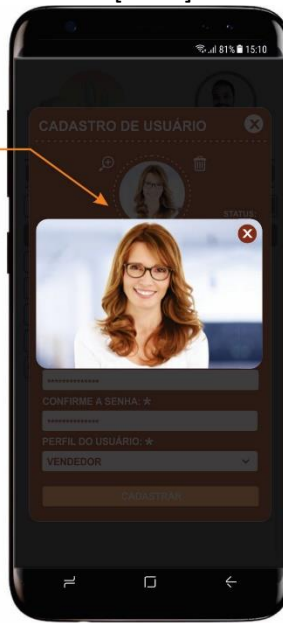 81% 15:10
CADASTRO DE USUÁRIO
STATUS:
••••••••••••••
CONFIRME A SENHA: ★
••••••••••••••
PERFIL DO USUÁRIO: ★
VENDEDOR
CADASTRAR